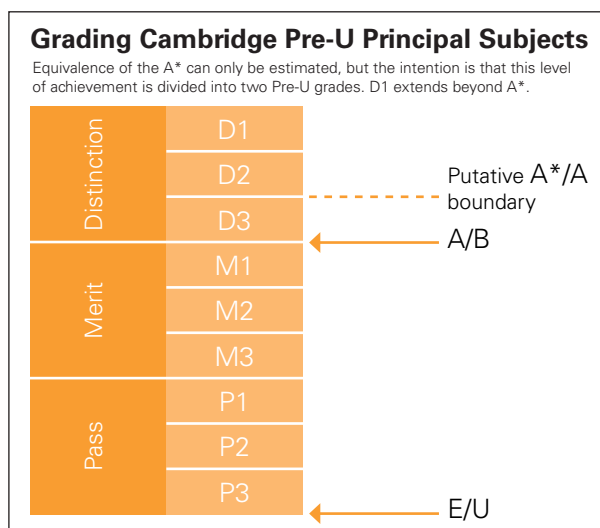 Grading Cambridge Pre-U Principal Subjects
Equivalence of the A* can only be estimated, but the intention is that this level
of achievement is divided into two Pre-U grades. D1 extends beyond A*.
Distinction
D1
D2
D3
Putative A*/A
boundary
A/B
Merit
M1
M2
M3
Pass
P1
P2
P3
E/U